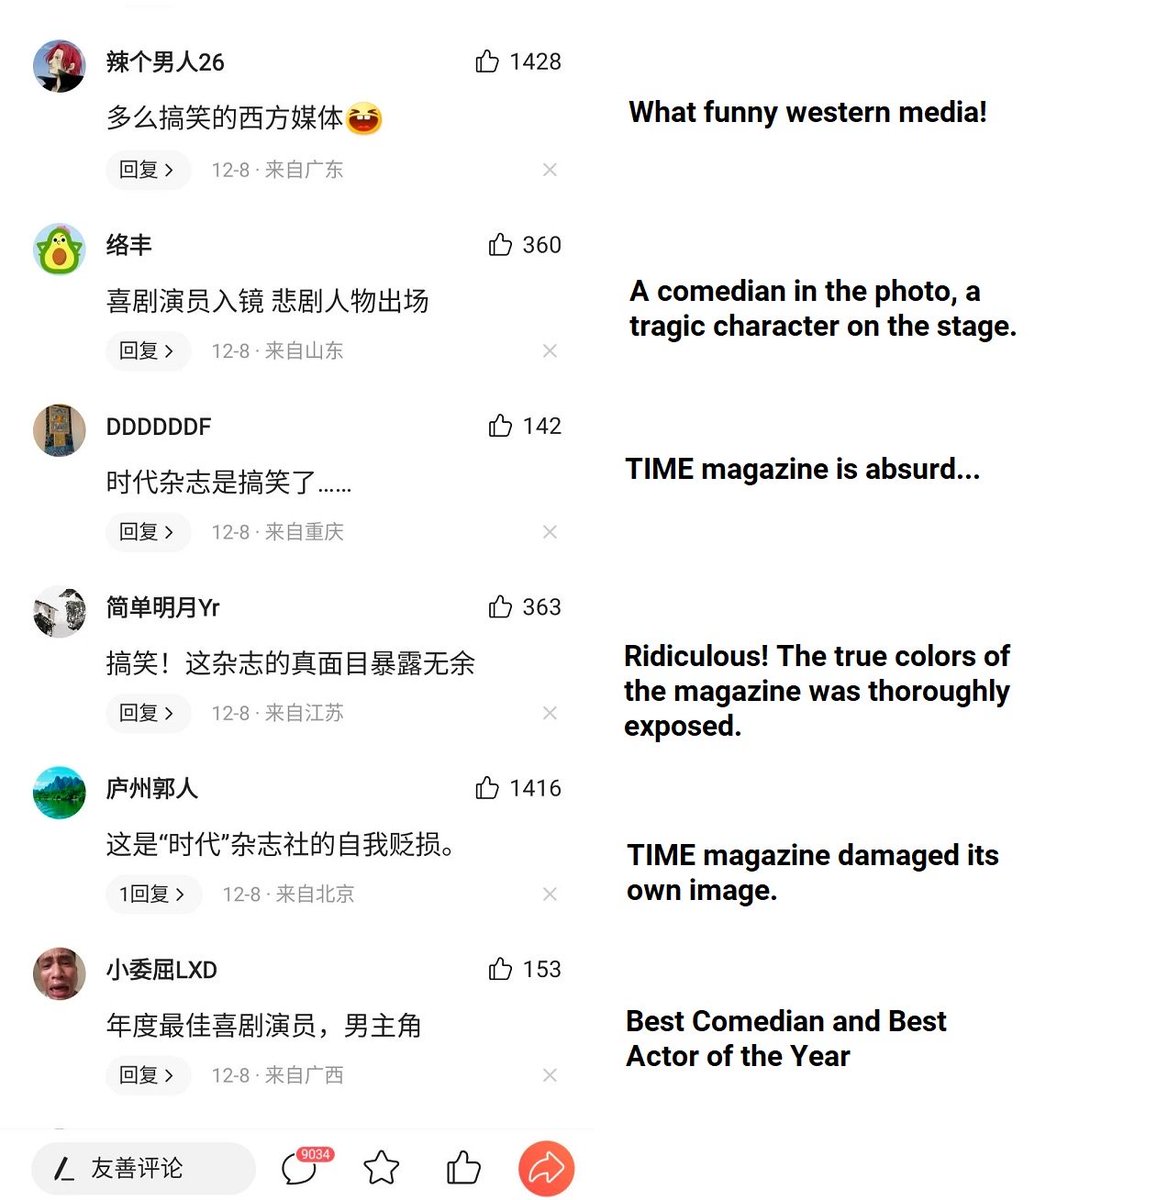 辣个男人26
1428
多么搞笑的西方媒体
What funny western media!
回复 >
12-8 · 来自广东
络丰
360
喜剧演员入镜 悲剧人物出场
A comedian in the photo, a
tragic character on the stage.
回复 >
12-8 · 来自山东
DDDDDDF
142
时代杂志是搞笑了......
TIME magazine is absurd...
回复 >
12-8 · 来自重庆
简单明月Yr
363
搞笑！这杂志的真面目暴露无余
Ridiculous! The true colors of
the magazine was thoroughly
exposed.
回复 >
12-8 · 来自江苏
庐州郭人
1416
这是“时代”杂志社的自我贬损。
TIME magazine damaged its
own image.
1回复 >
12-8 · 来自北京
小委屈LXD
153
年度最佳喜剧演员，男主角
Best Comedian and Best
Actor of the Year
回复 >
12-8 · 来自广西
友善评论
9034